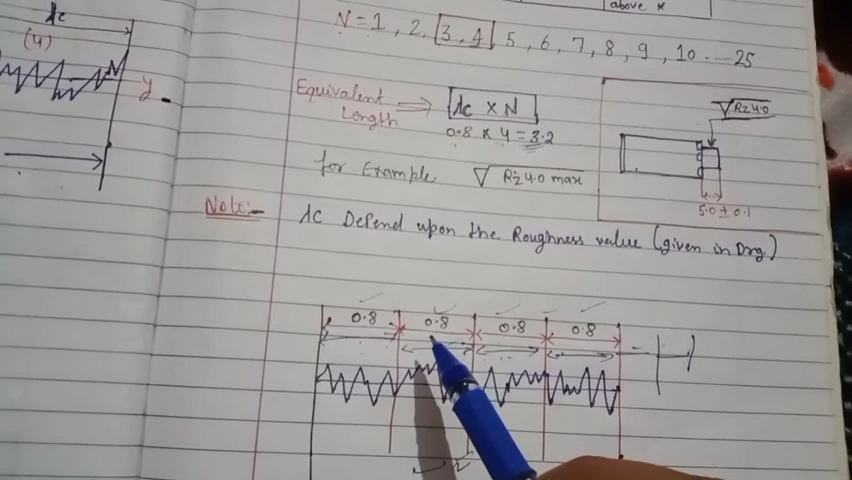 λc
(4)
y
above *
N = 1, 2, 3, 4, 5, 6, 7, 8, 9, 10 .... 25
Equivalent Length ⇒ λc × N
0.8 × 4 = 3.2
for Example. √ Rz 4.0 max
√Rz 4.0
5.0 ± 0.1
Note:- λc Depend upon the Roughness value (given in Drg.)
0.8 0.8 0.8 0.8